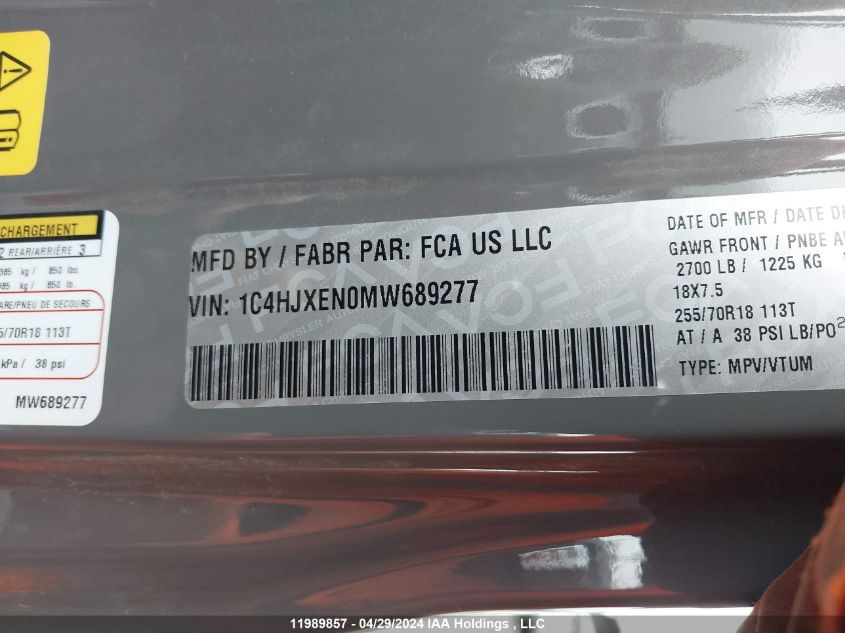 CHARGEMENT
2 REAR/ARRIÈRE 3
385 kg / 850 lbs.
385 kg / 850 lb.
ARE/PNEU DE SECOURS
5/70R18 113T
kPa / 38 psi
MW689277
MFD BY / FABR PAR: FCA US LLC
VIN: 1C4HJXEN0MW689277
DATE OF MFR / DATE DE
GAWR FRONT / PNBE A
2700 LB / 1225 KG
18X7.5
255/70R18 113T
AT / A 38 PSI LB/PO²
TYPE: MPV/VTUM
11989857 - 04/29/2024 IAA Holdings , LLC